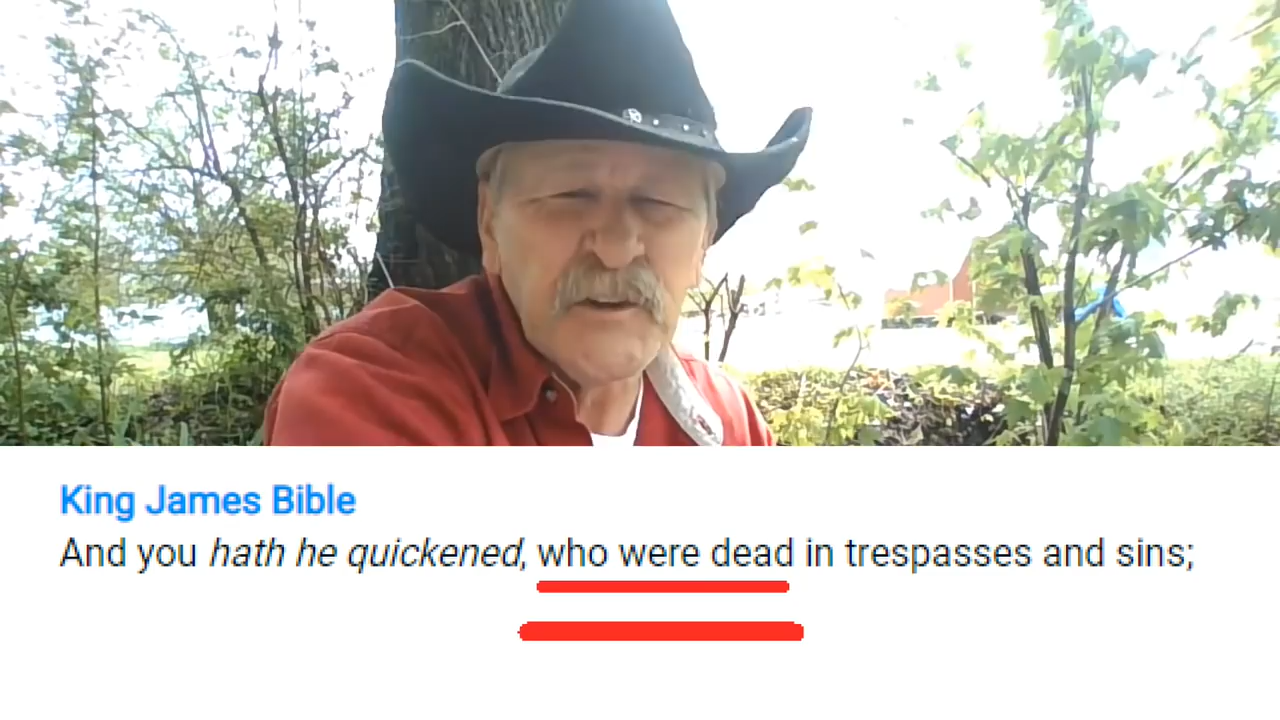 King James Bible
And you hath he quickened, who were dead in trespasses and sins;